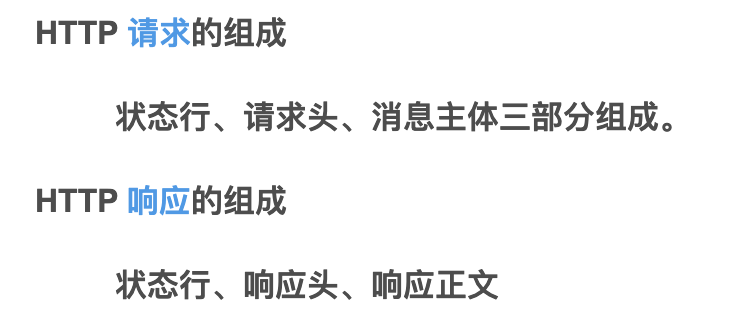 HTTP 请求的组成
状态行、请求头、消息主体三部分组成。
HTTP 响应的组成
状态行、响应头、响应正文